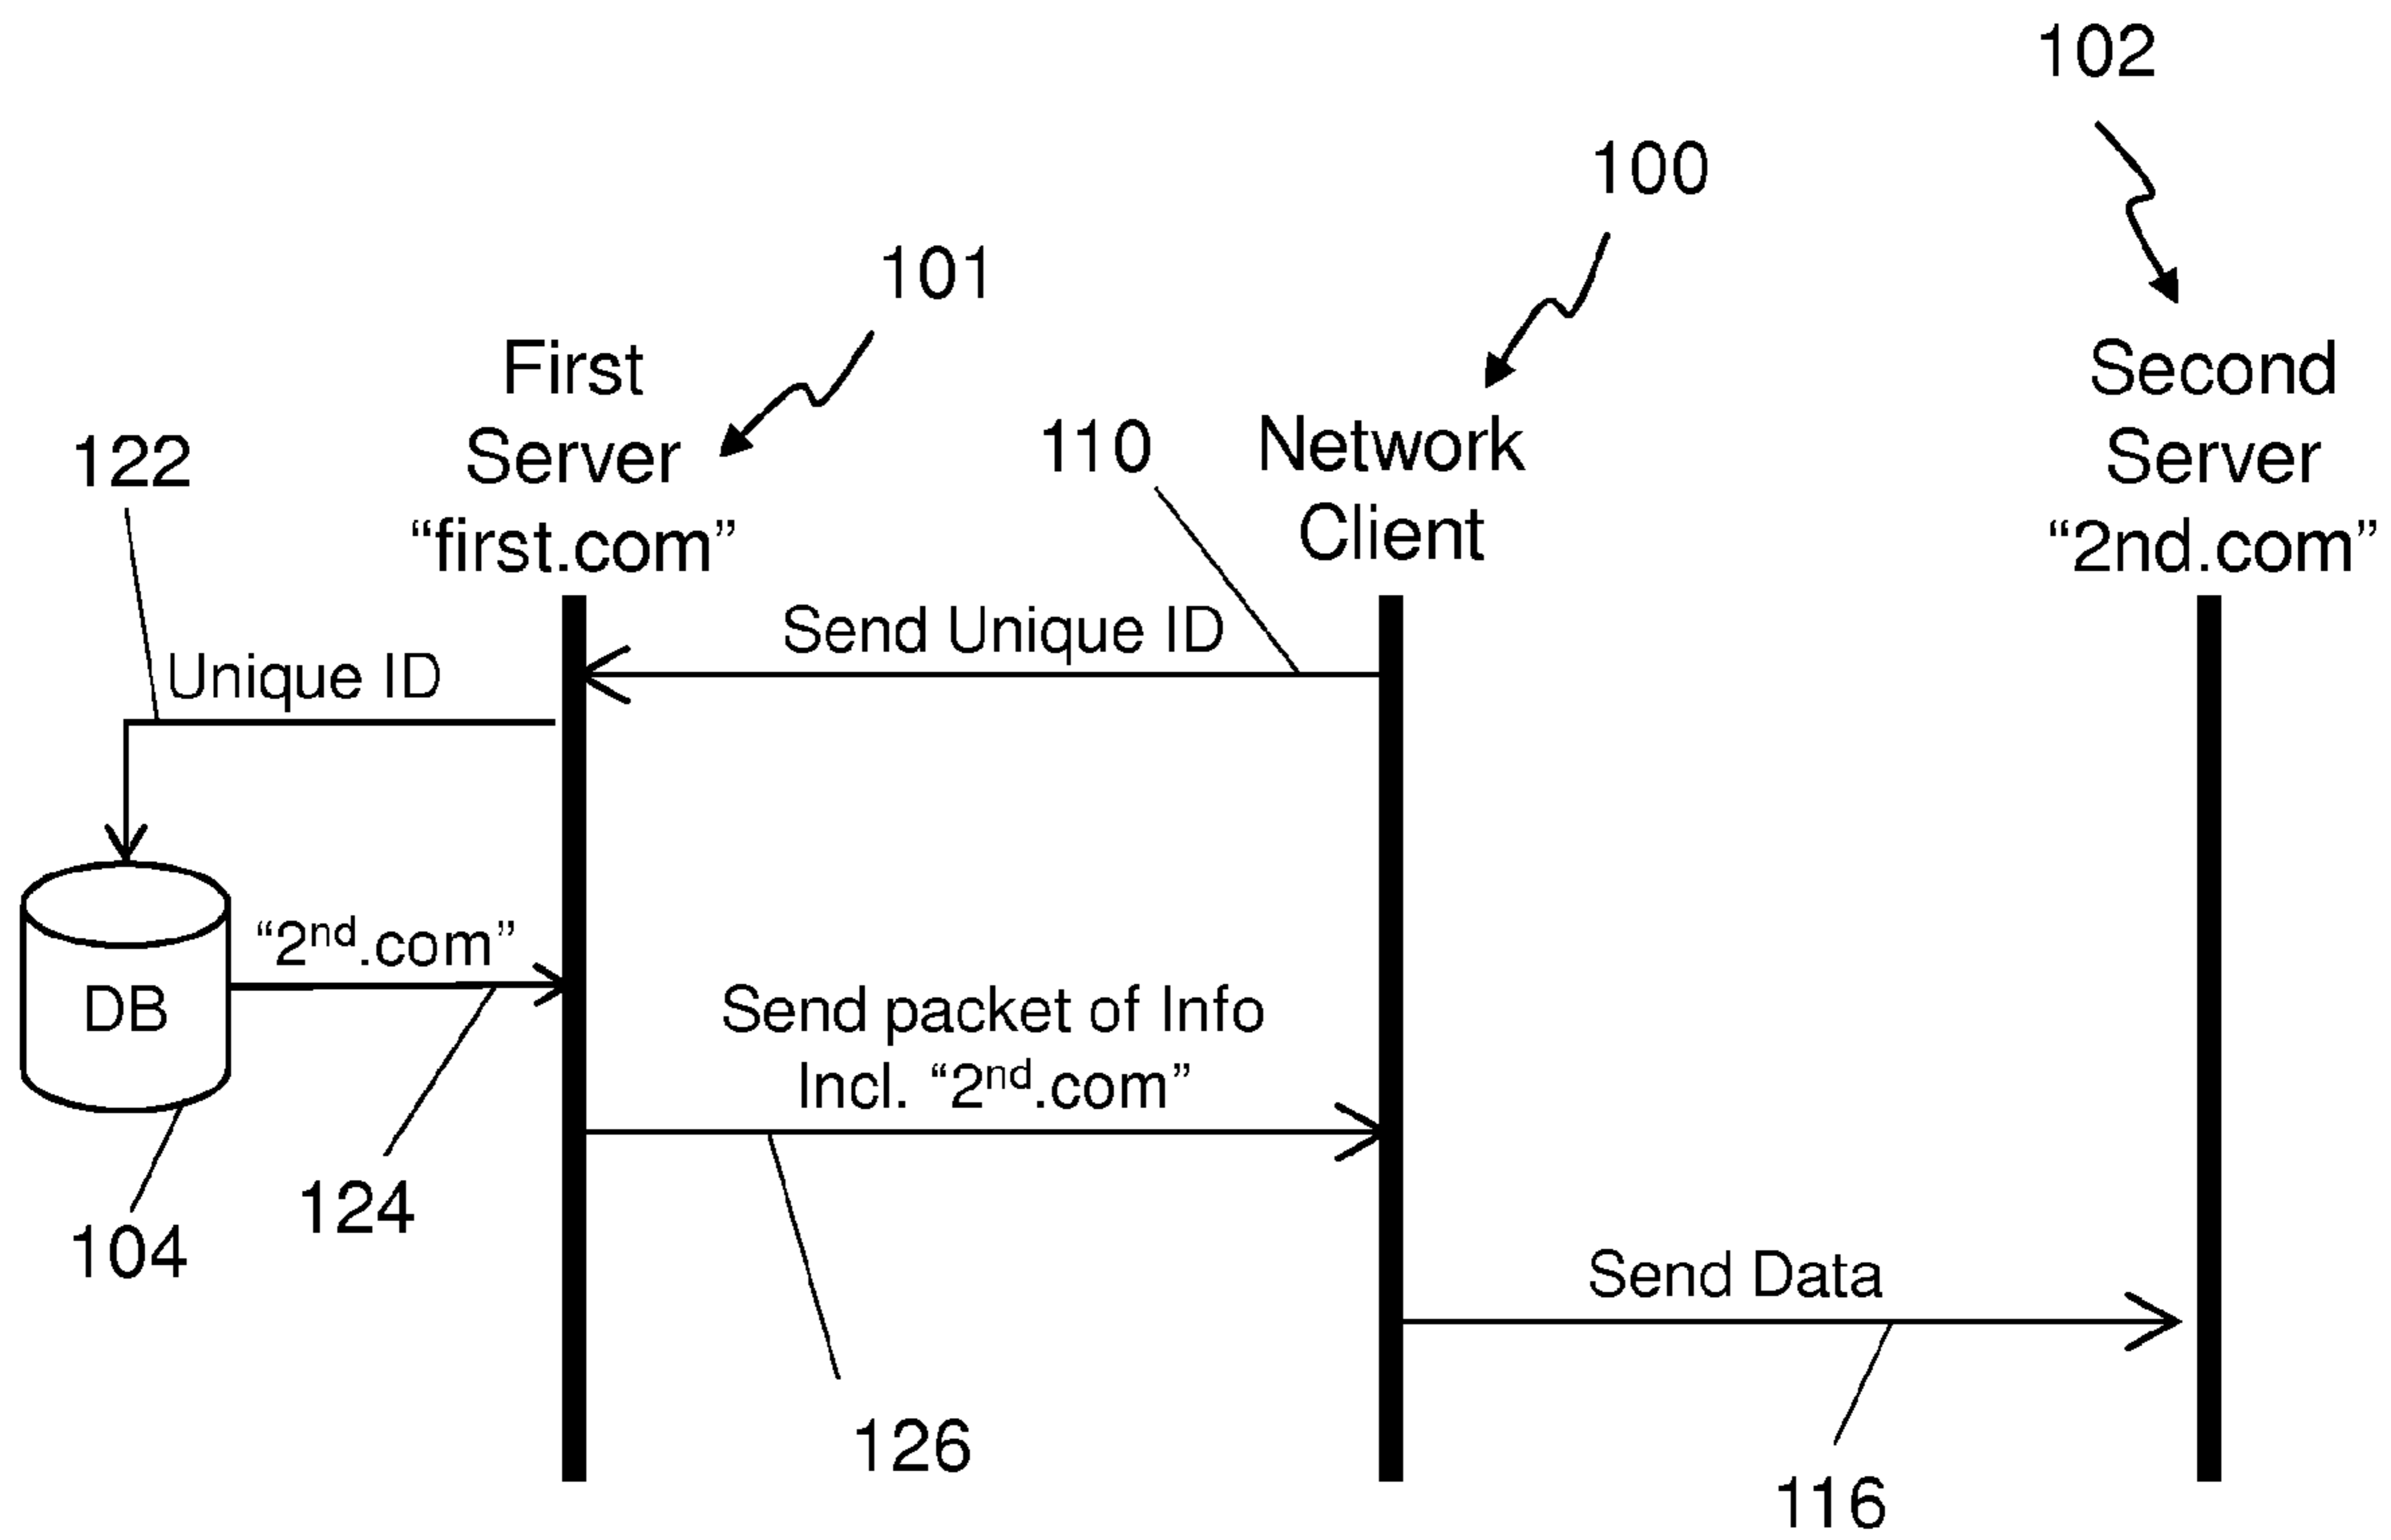 102
100
101
First
Server
“first.com”
110
Network
Client
Second
Server
“2nd.com”
122
Send Unique ID
Unique ID
“2nd.com”
DB
Send packet of Info
Incl. “2nd.com”
124
104
Send Data
126
116